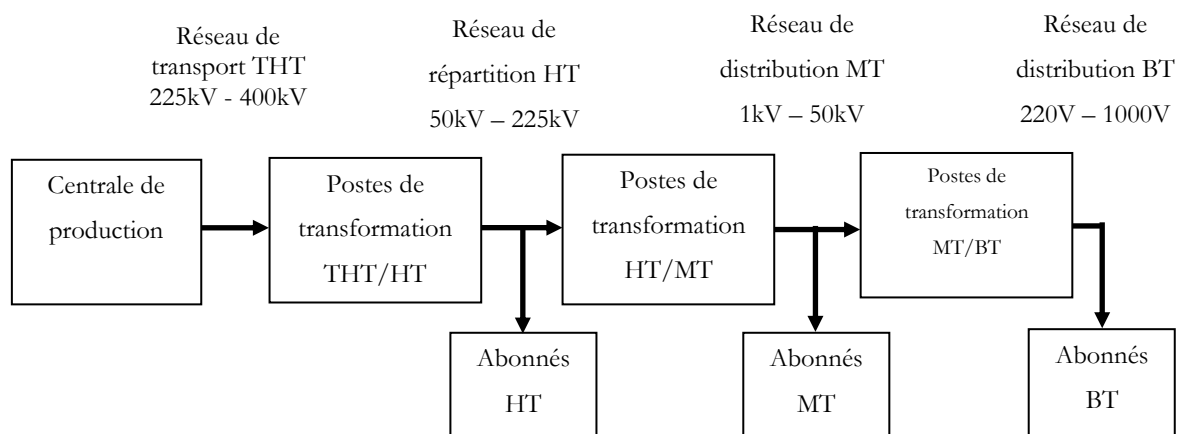 Réseau de
transport THT
225kV - 400kV
Réseau de
répartition HT
50kV – 225kV
Réseau de
distribution MT
1kV – 50kV
Réseau de
distribution BT
220V – 1000V
Centrale de
production
Postes de
transformation
THT/HT
Postes de
transformation
HT/MT
Postes de
transformation
MT/BT
Abonnés
HT
Abonnés
MT
Abonnés
BT